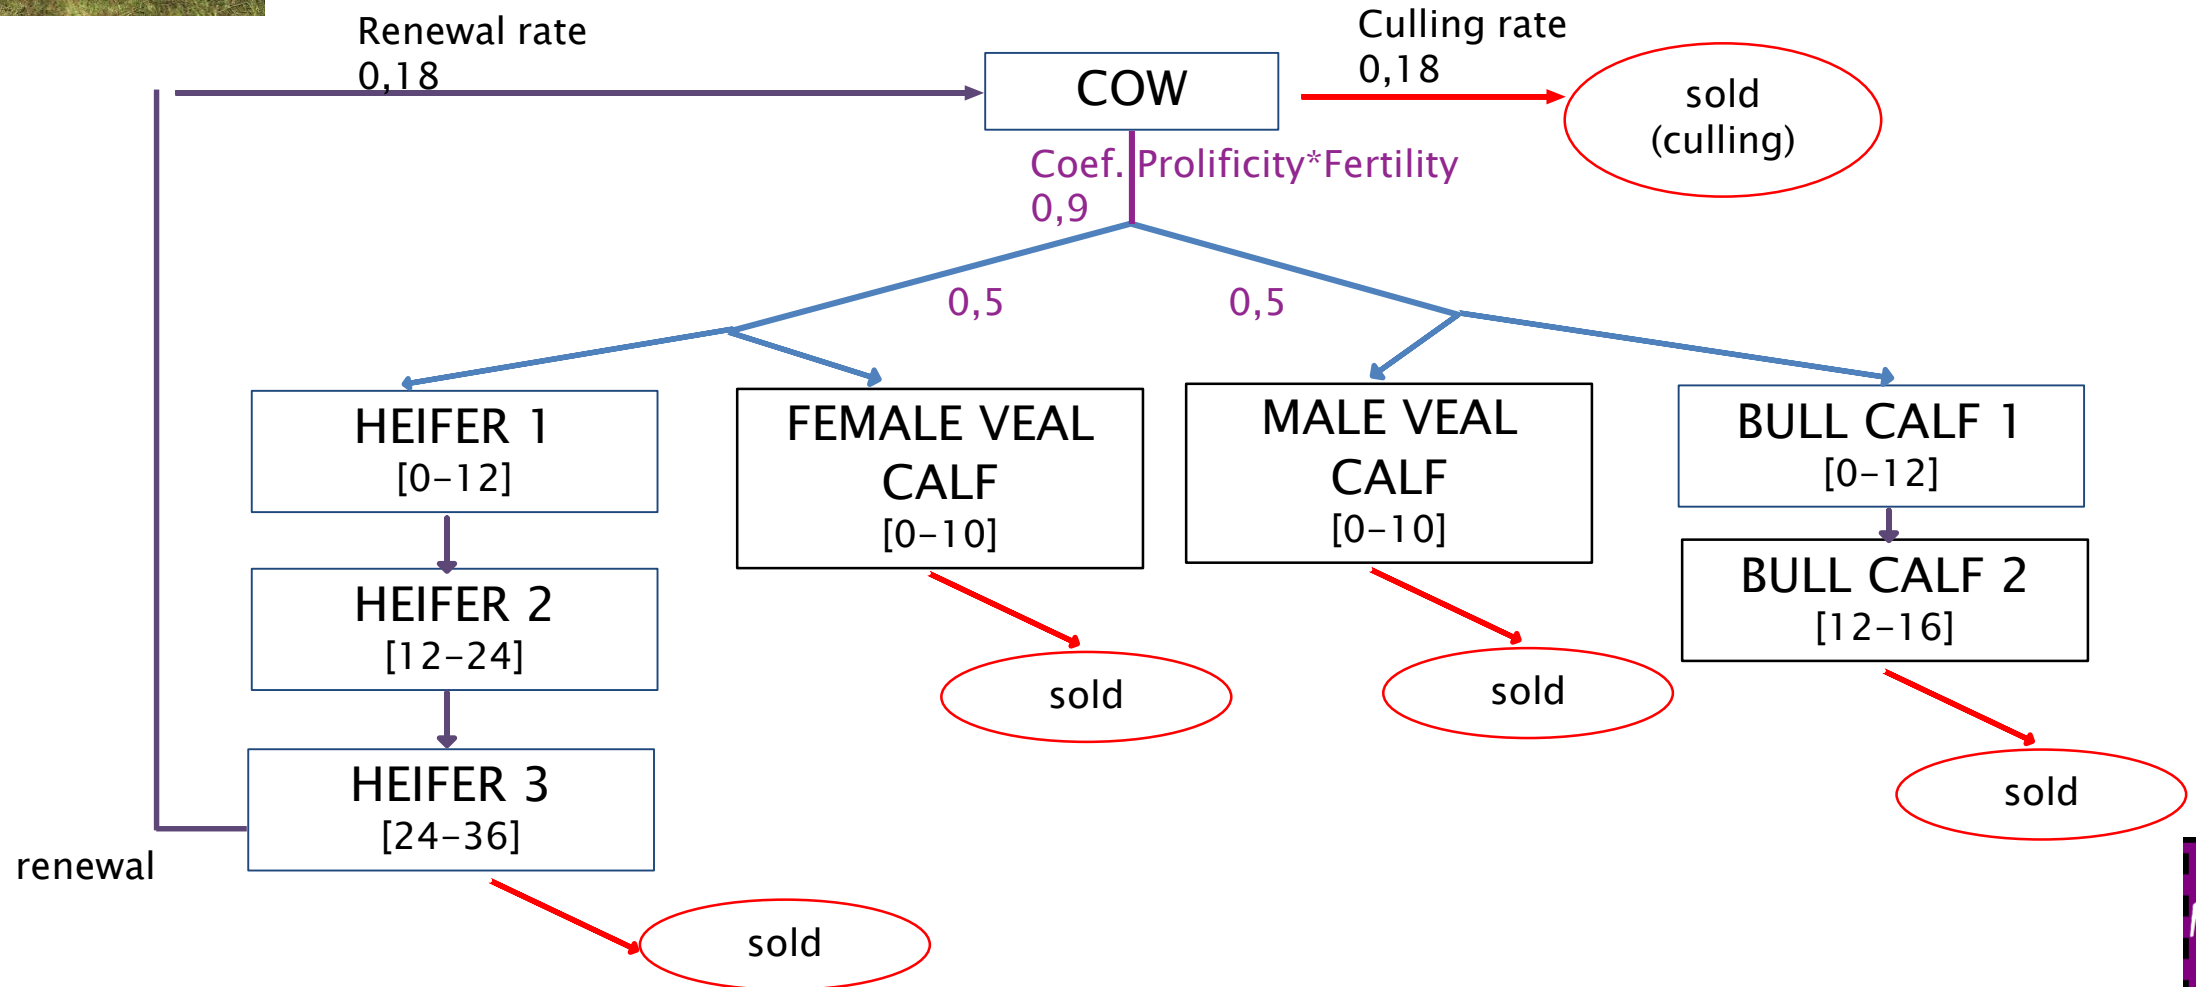 Renewal rate
0,18
Culling rate
0,18
COW
sold
(culling)
Coef. Prolificity*Fertility
0,9
0,5
0,5
HEIFER 1
[0-12]
FEMALE VEAL
CALF
[0-10]
MALE VEAL
CALF
[0-10]
BULL CALF 1
[0-12]
HEIFER 2
[12-24]
BULL CALF 2
[12-16]
sold
sold
HEIFER 3
[24-36]
sold
renewal
sold